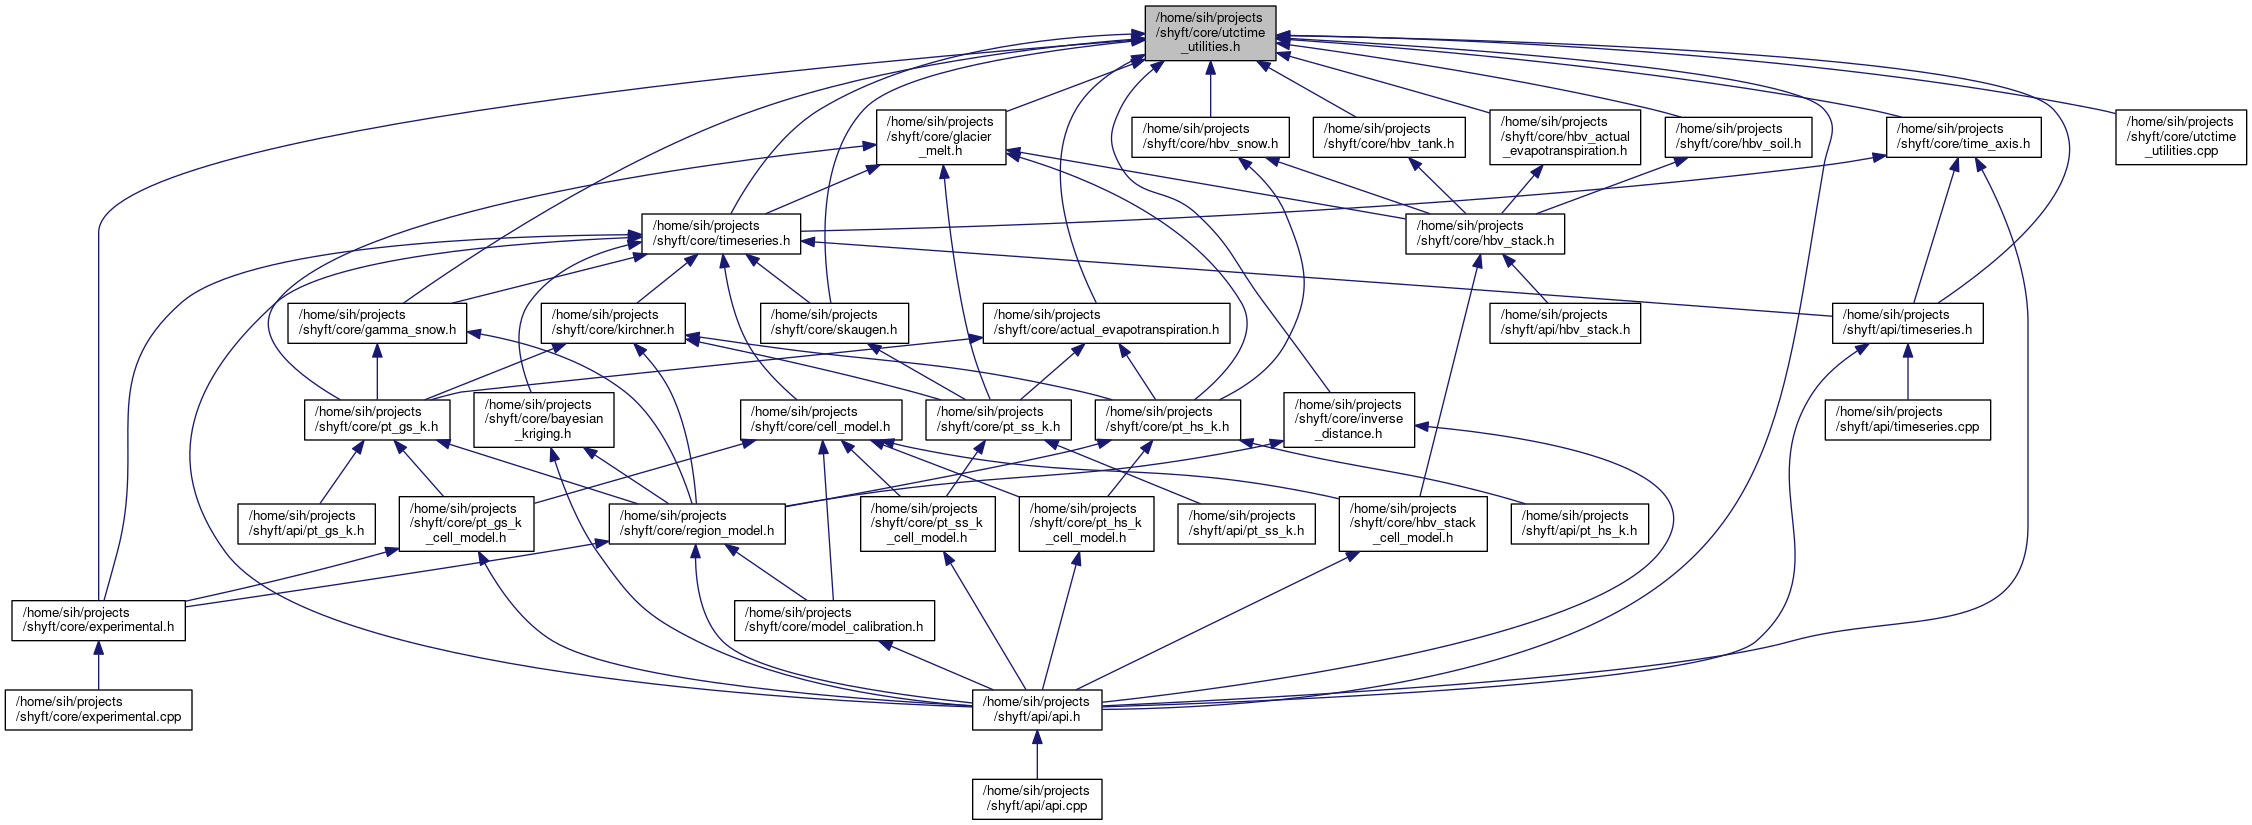 /home/sih/projects
/shyft/core/utctime
_utilities.h
/home/sih/projects
/shyft/core/glacier
_melt.h
/home/sih/projects
/shyft/core/hbv_snow.h
/home/sih/projects
/shyft/core/hbv_tank.h
/home/sih/projects
/shyft/core/hbv_actual
_evapotranspiration.h
/home/sih/projects
/shyft/core/hbv_soil.h
/home/sih/projects
/shyft/core/time_axis.h
/home/sih/projects
/shyft/core/utctime
_utilities.cpp
/home/sih/projects
/shyft/core/timeseries.h
/home/sih/projects
/shyft/core/hbv_stack.h
/home/sih/projects
/shyft/core/gamma_snow.h
/home/sih/projects
/shyft/core/kirchner.h
/home/sih/projects
/shyft/core/skaugen.h
/home/sih/projects
/shyft/core/actual_evapotranspiration.h
/home/sih/projects
/shyft/api/hbv_stack.h
/home/sih/projects
/shyft/api/timeseries.h
/home/sih/projects
/shyft/core/pt_gs_k.h
/home/sih/projects
/shyft/core/bayesian
_kriging.h
/home/sih/projects
/shyft/core/cell_model.h
/home/sih/projects
/shyft/core/pt_ss_k.h
/home/sih/projects
/shyft/core/pt_hs_k.h
/home/sih/projects
/shyft/core/inverse
_distance.h
/home/sih/projects
/shyft/api/timeseries.cpp
/home/sih/projects
/shyft/api/pt_gs_k.h
/home/sih/projects
/shyft/core/pt_gs_k
_cell_model.h
/home/sih/projects
/shyft/core/region_model.h
/home/sih/projects
/shyft/core/pt_ss_k
_cell_model.h
/home/sih/projects
/shyft/core/pt_hs_k
_cell_model.h
/home/sih/projects
/shyft/api/pt_ss_k.h
/home/sih/projects
/shyft/core/hbv_stack
_cell_model.h
/home/sih/projects
/shyft/api/pt_hs_k.h
/home/sih/projects
/shyft/core/experimental.h
/home/sih/projects
/shyft/core/model_calibration.h
/home/sih/projects
/shyft/core/experimental.cpp
/home/sih/projects
/shyft/api/api.h
/home/sih/projects
/shyft/api/api.cpp